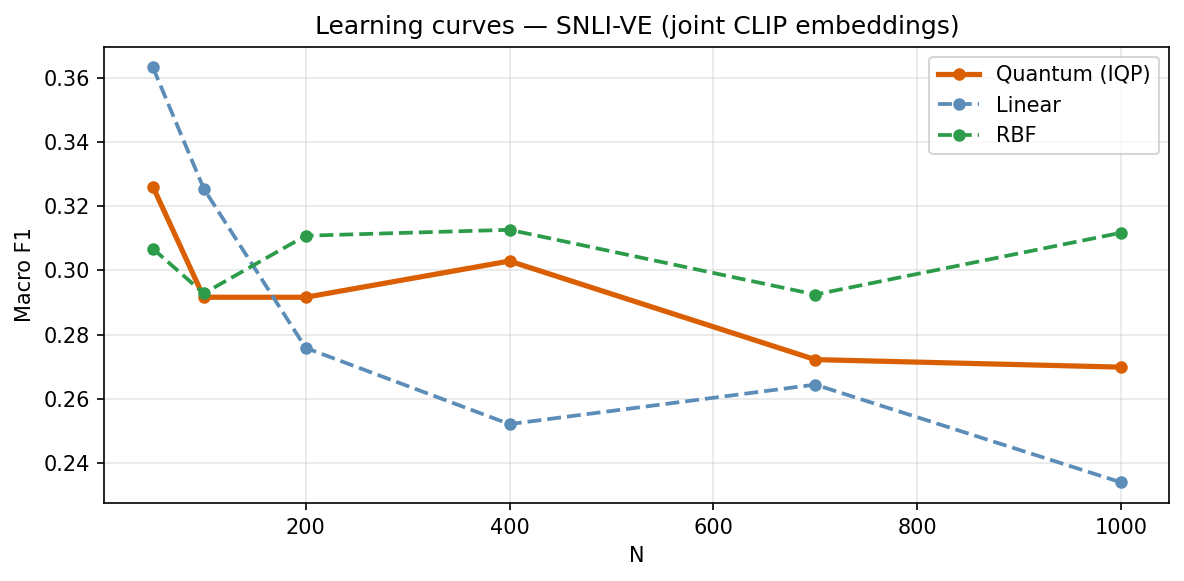 Learning curves — SNLI-VE (joint CLIP embeddings)
Quantum (IQP)
Linear
RBF
Macro F1
0.36
0.34
0.32
0.30
0.28
0.26
0.24
200 400 600 800 1000
N